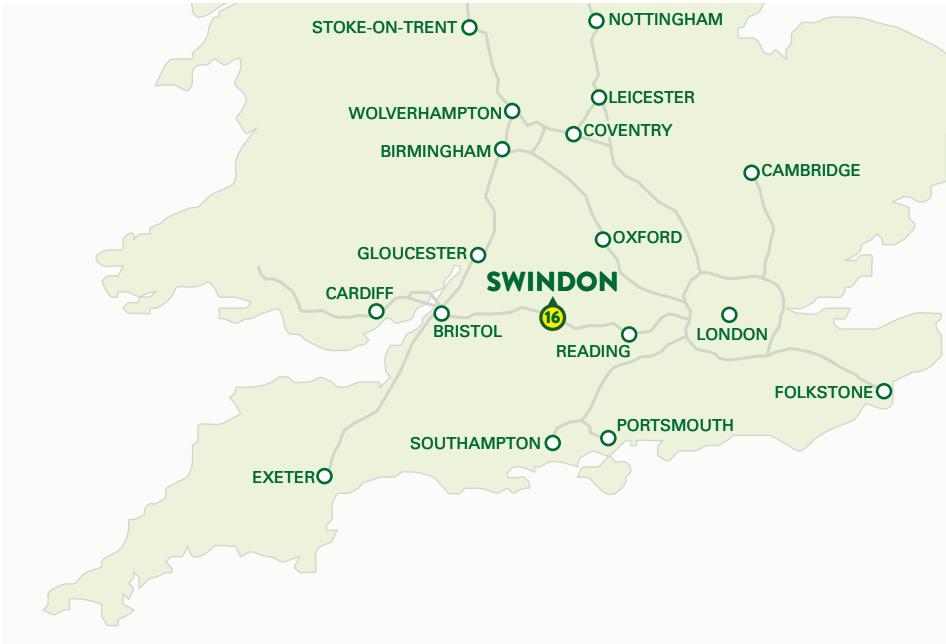 NOTTINGHAM
STOKE-ON-TRENT
LEICESTER
WOLVERHAMPTON
COVENTRY
BIRMINGHAM
CAMBRIDGE
OXFORD
GLOUCESTER
SWINDON
CARDIFF
16
BRISTOL
LONDON
READING
FOLKSTONE
PORTSMOUTH
SOUTHAMPTON
EXETER